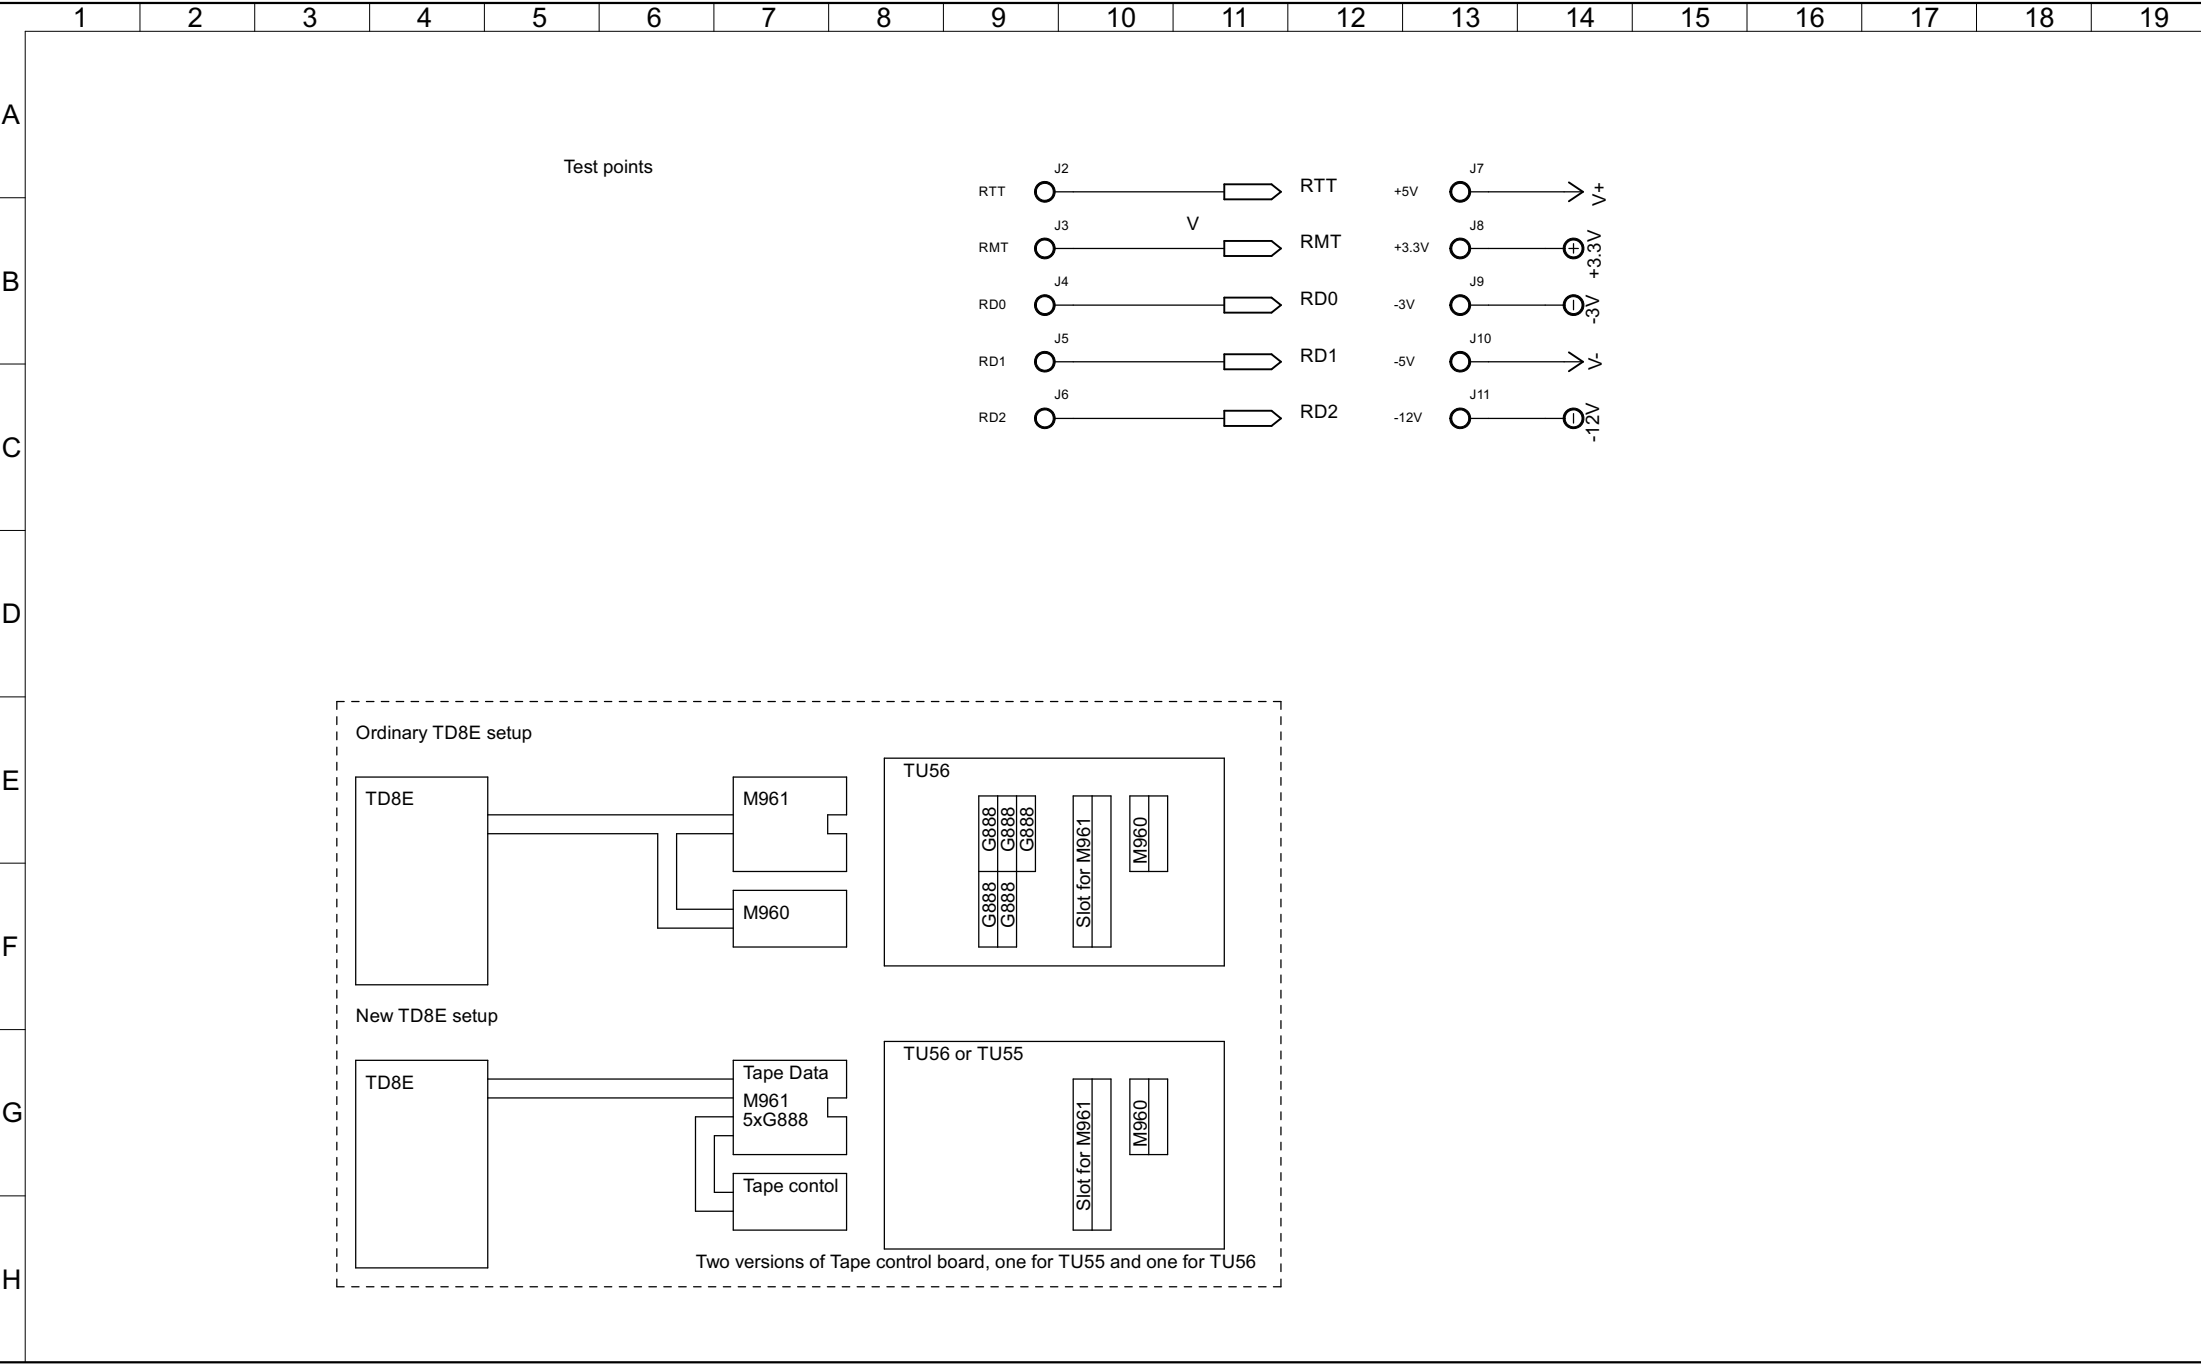 1 2 3 4 5 6 7 8 9 10 11 12 13 14 15 16 17 18 19
A
Test points
J2
RTT
RTT
J7
+5V
V+
B
J3
V
RMT
RMT
J8
+3.3V
+3.3V
J4
RD0
RD0
J9
-3V
-3V
J5
RD1
RD1
J10
-5V
V-
C
J6
RD2
RD2
J11
-12V
-12V
D
E
Ordinary TD8E setup
TD8E
M961
TU56
G888
G888
G888
Slot for M961
M960
F
M960
G888
G888
New TD8E setup
G
TD8E
Tape Data
M961
5xG888
TU56 or TU55
Slot for M961
M960
Tape contol
H
Two versions of Tape control board, one for TU55 and one for TU56